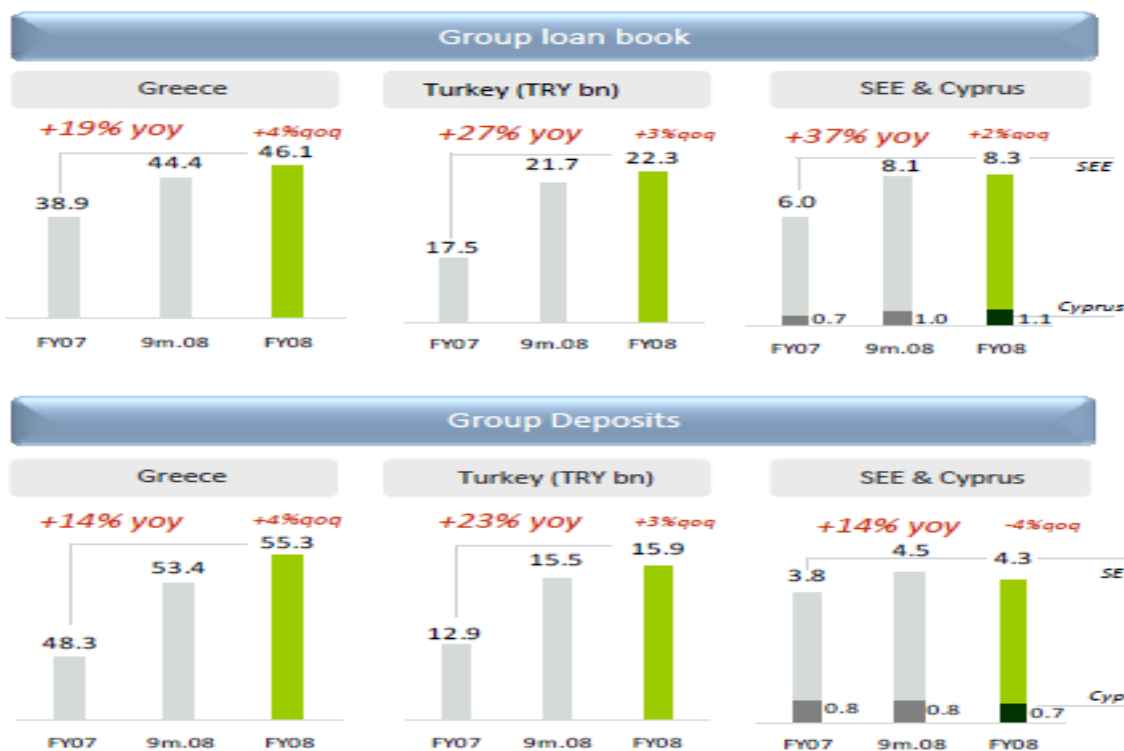 Group loan book
Greece
Turkey (TRY bn)
SEE & Cyprus
+19% yoy
+4%qoq
+27% yoy
+3%qoq
+37% yoy
+2%qoq
38.9
44.4
46.1
17.5
21.7
22.3
6.0
8.1
8.3
SEE
0.7
1.0
1.1
Cyprus
FY07
9m.08
FY08
FY07
9m.08
FY08
FY07
9m.08
FY08
Group Deposits
Greece
Turkey (TRY bn)
SEE & Cyprus
+14% yoy
+4%qoq
+23% yoy
+3%qoq
+14% yoy
-4%qoq
48.3
53.4
55.3
12.9
15.5
15.9
3.8
4.5
4.3
SE
0.8
0.8
0.7
Cyp
FY07
9m.08
FY08
FY07
9m.08
FY08
FY07
9m.08
FY08